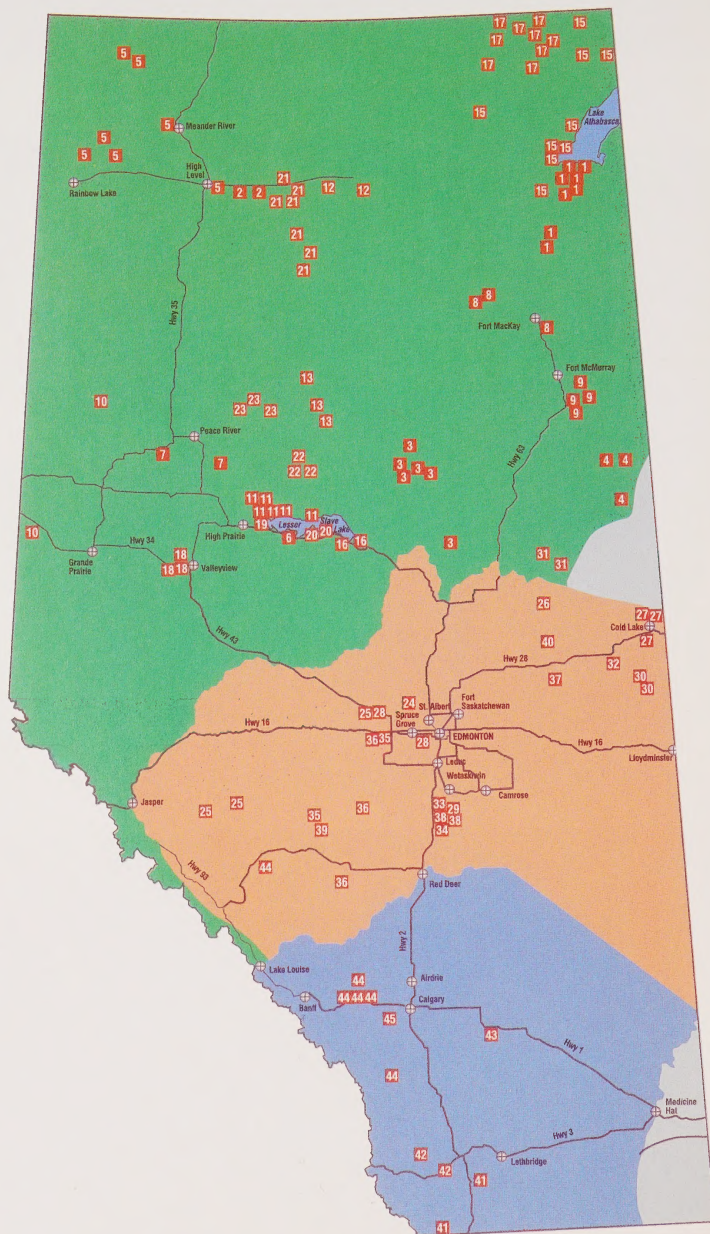 17 17 15
17 17
17 17
5 17 15 15
5 17 17
15
Lake
Athabasca
5 Meander River
15
5
15 15
5 5
15
1 1
High
Level
21
1 1
Rainbow Lake
5 2 2 21 12 12
15 1 1
21 21
21
1
1
21
21
8
8
Hwy 35
Fort MacKay
8
Fort McMurray
13
9
10
23
23 23
13
9 9
9
13
Peace River
3
7
7
22
22 22
3 3 3
3
Hwy 63
4 4
11 11
11 11 11
11
4
Lesser Slave
Lake
10
High Prairie
19
6 20 20
16 16
3
Hwy 34
Grande
Prairie
18
18 18
Valleyview
31
31
26
27 27
Cold Lake
27
Hwy 43
40
Hwy 28
32
37
30
30
24
25 28
St. Albert
Fort
Saskatchewan
Spruce
Grove
Hwy 16
36 35
28
EDMONTON
Hwy 16
Lloydminster
Leduc
Wetaskiwin
Camrose
Jasper
25 25
35
36
33
29
38
38
39
34
Hwy 93
44
36
Red Deer
Hwy 2
Lake Louise
44
Airdrie
Banff
44 44 44
Calgary
45
43
Hwy 1
44
Medicine
Hat
Hwy 3
42
42
Lethbridge
41
41